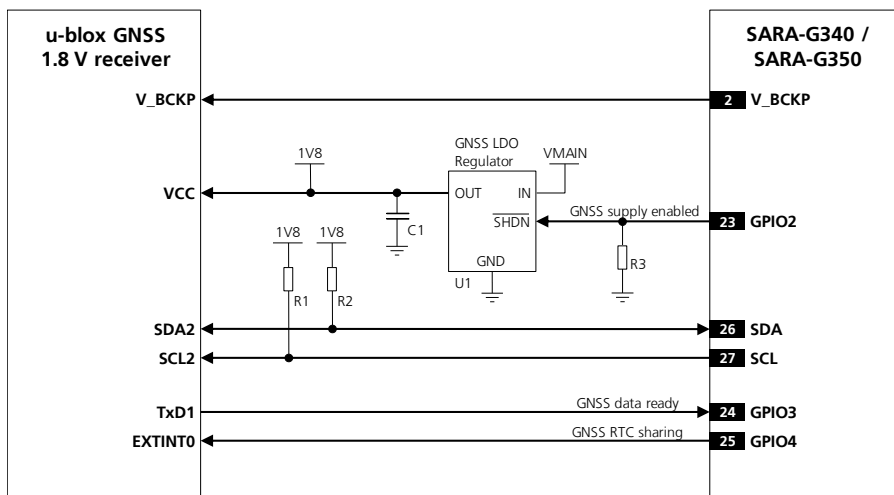 u-blox GNSS
1.8 V receiver
SARA-G340 /
SARA-G350
V_BCKP
2 V_BCKP
GNSS LDO
Regulator
1V8
VMAIN
VCC
OUT
IN
SHDN
GNSS supply enabled
23 GPIO2
C1
1V8
1V8
GND
R3
U1
R1
R2
SDA2
26 SDA
SCL2
27 SCL
TxD1
GNSS data ready
24 GPIO3
EXTINT0
GNSS RTC sharing
25 GPIO4